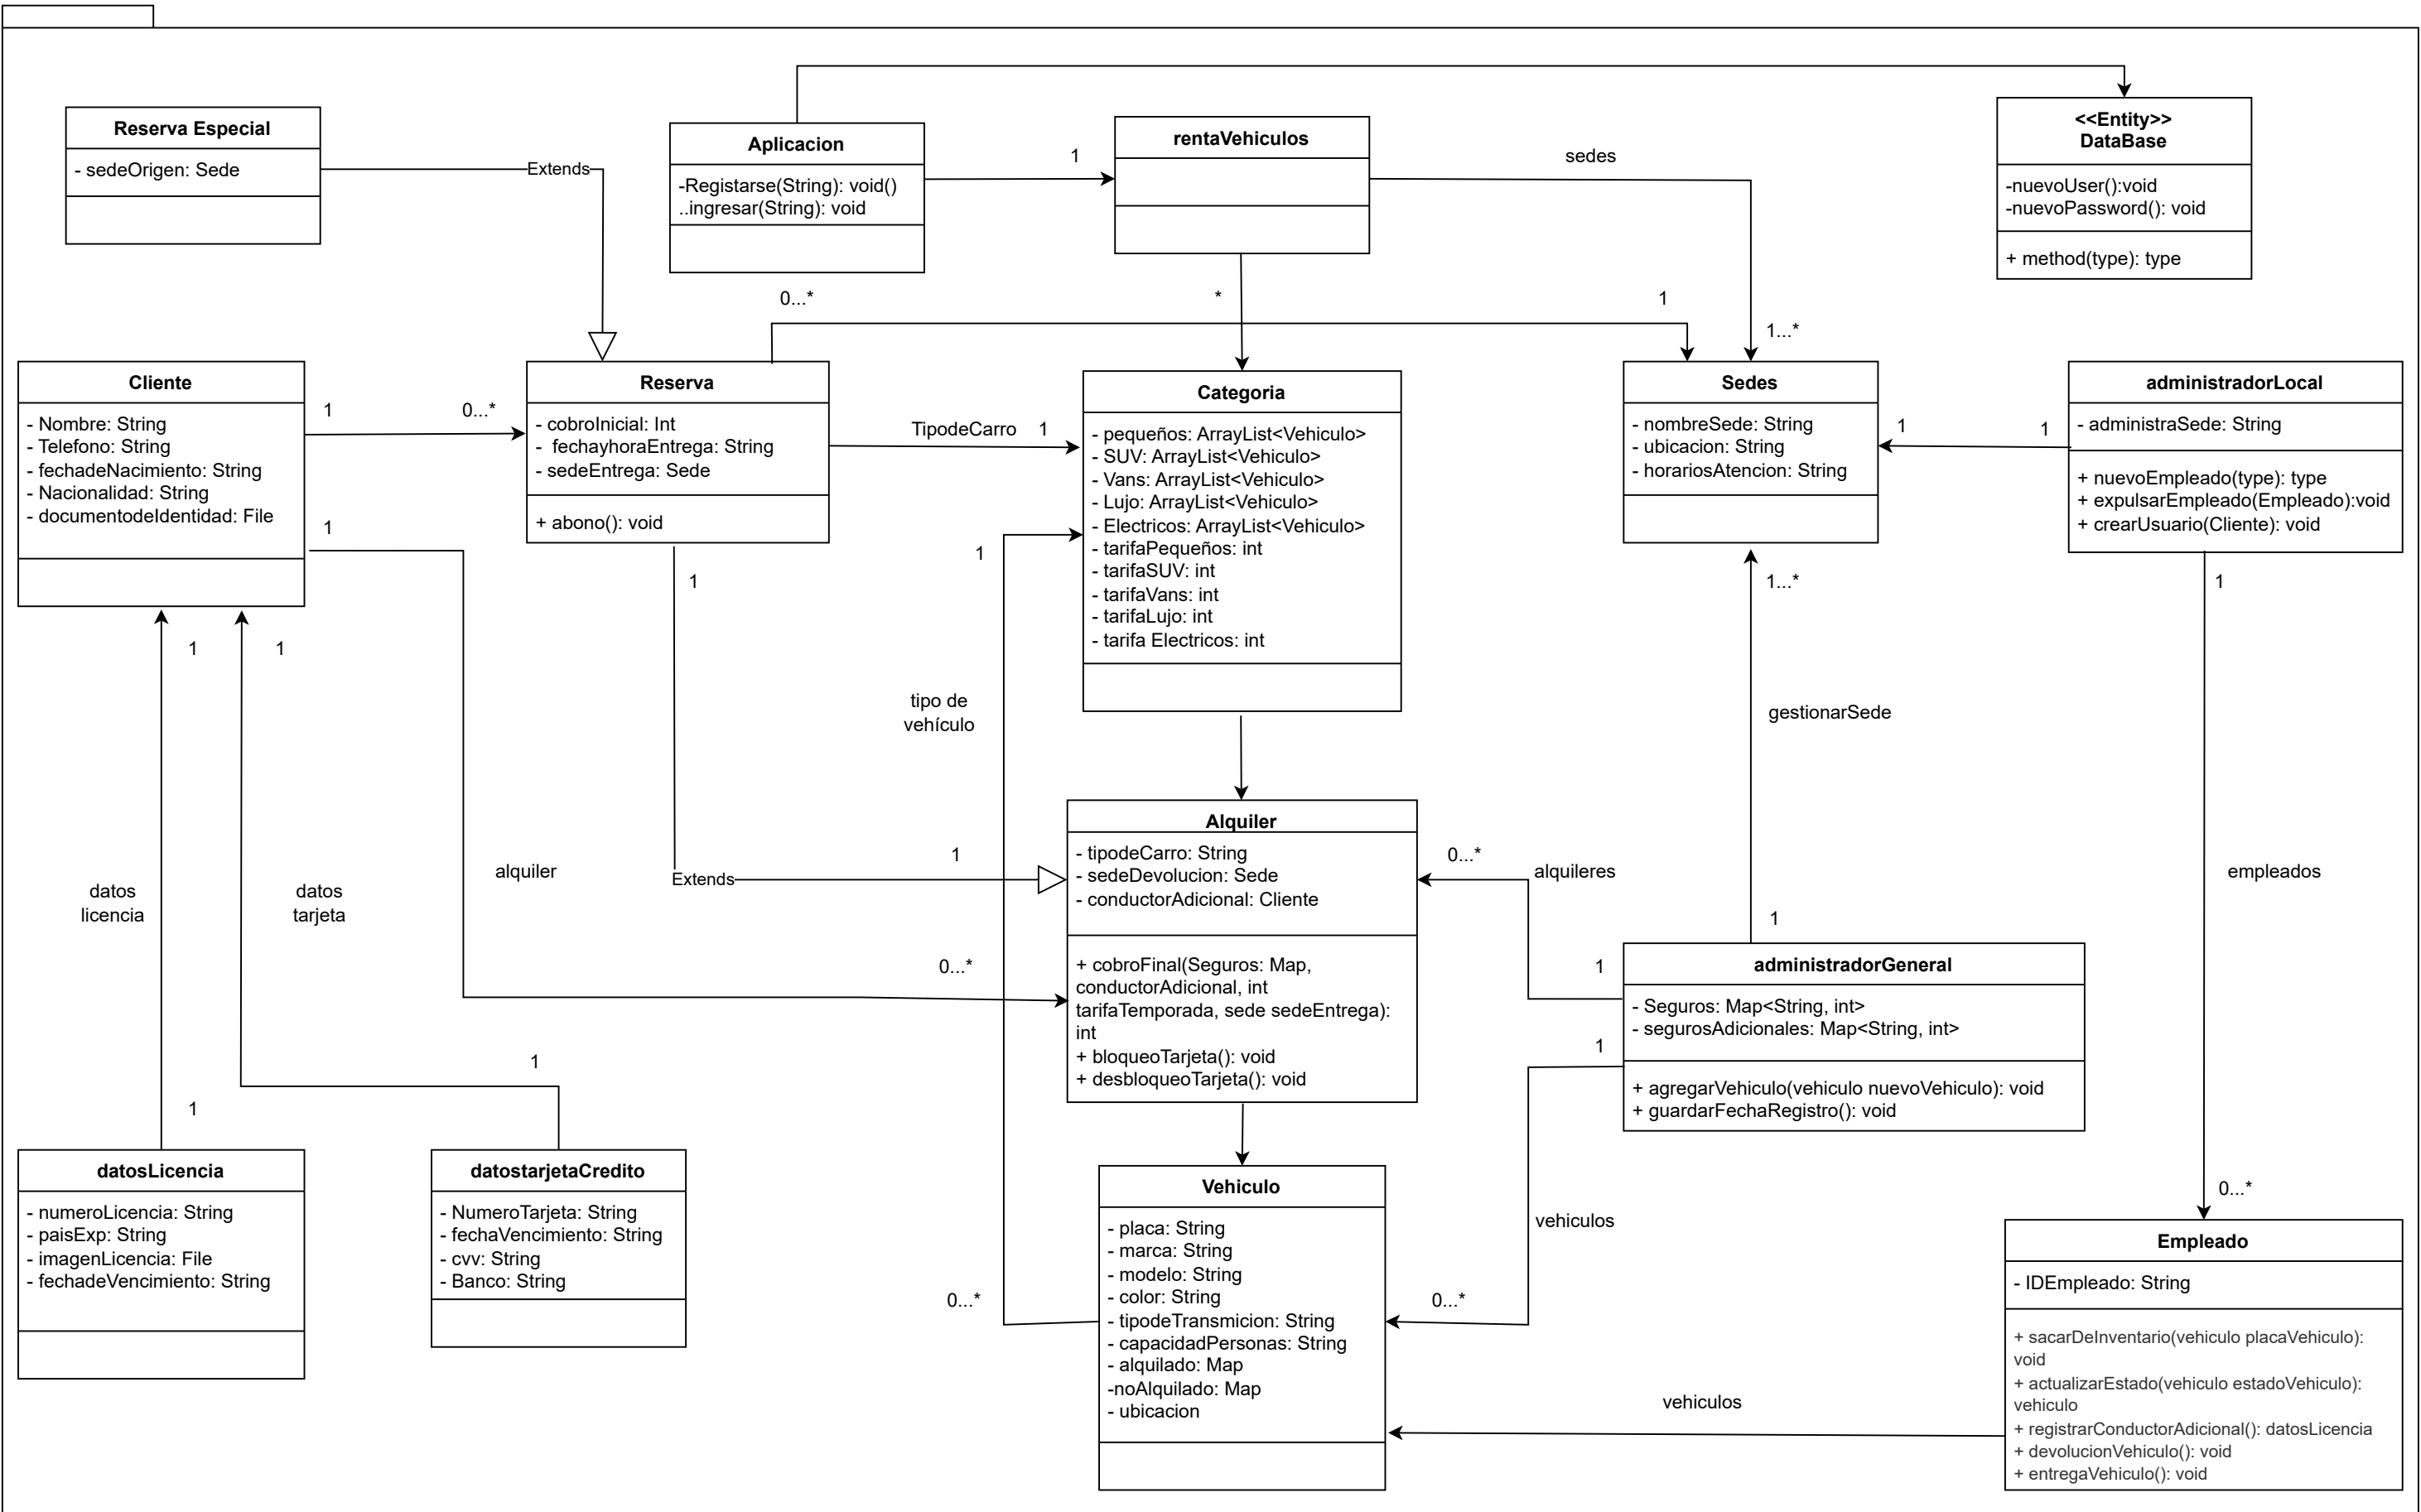 Reserva Especial
- sedeOrigen: Sede
Extends
Aplicacion
-Registarse(String): void()
..ingresar(String): void
1
rentaVehiculos
sedes
<<Entity>>
DataBase
-nuevoUser():void
-nuevoPassword(): void
+ method(type): type
0...*
*
1
1...*
Cliente
- Nombre: String
- Telefono: String
- fechadeNacimiento: String
- Nacionalidad: String
- documentodeIdentidad: File
1
0...*
1
Reserva
- cobroInicial: Int
-  fechayhoraEntrega: String
- sedeEntrega: Sede
+ abono(): void
TipodeCarro
1
Categoria
- pequeños: ArrayList<Vehiculo>
- SUV: ArrayList<Vehiculo>
- Vans: ArrayList<Vehiculo>
- Lujo: ArrayList<Vehiculo>
- Electricos: ArrayList<Vehiculo>
- tarifaPequeños: int
- tarifaSUV: int
- tarifaVans: int
- tarifaLujo: int
- tarifa Electricos: int
Sedes
- nombreSede: String
- ubicacion: String
- horariosAtencion: String
1
1
administradorLocal
- administraSede: String
+ nuevoEmpleado(type): type
+ expulsarEmpleado(Empleado):void
+ crearUsuario(Cliente): void
1
1
1...*
1
1
1
tipo de
vehículo
gestionarSede
datos
licencia
datos
tarjeta
alquiler
Extends
1
Alquiler
- tipodeCarro: String
- sedeDevolucion: Sede
- conductorAdicional: Cliente
+ cobroFinal(Seguros: Map,
conductorAdicional, int
tarifaTemporada, sede sedeEntrega):
int
+ bloqueoTarjeta(): void
+ desbloqueoTarjeta(): void
0...*
alquileres
empleados
1
0...*
1
1
administradorGeneral
- Seguros: Map<String, int>
- segurosAdicionales: Map<String, int>
+ agregarVehiculo(vehiculo nuevoVehiculo): void
+ guardarFechaRegistro(): void
1
1
datosLicencia
- numeroLicencia: String
- paisExp: String
- imagenLicencia: File
- fechadeVencimiento: String
datostarjetaCredito
- NumeroTarjeta: String
- fechaVencimiento: String
- cvv: String
- Banco: String
0...*
Vehiculo
- placa: String
- marca: String
- modelo: String
- color: String
- tipodeTransmicion: String
- capacidadPersonas: String
- alquilado: Map
-noAlquilado: Map
- ubicacion
vehiculos
0...*
vehiculos
0...*
Empleado
- IDEmpleado: String
+ sacarDeInventario(vehiculo placaVehiculo):
void
+ actualizarEstado(vehiculo estadoVehiculo):
vehiculo
+ registrarConductorAdicional(): datosLicencia
+ devolucionVehiculo(): void
+ entregaVehiculo(): void